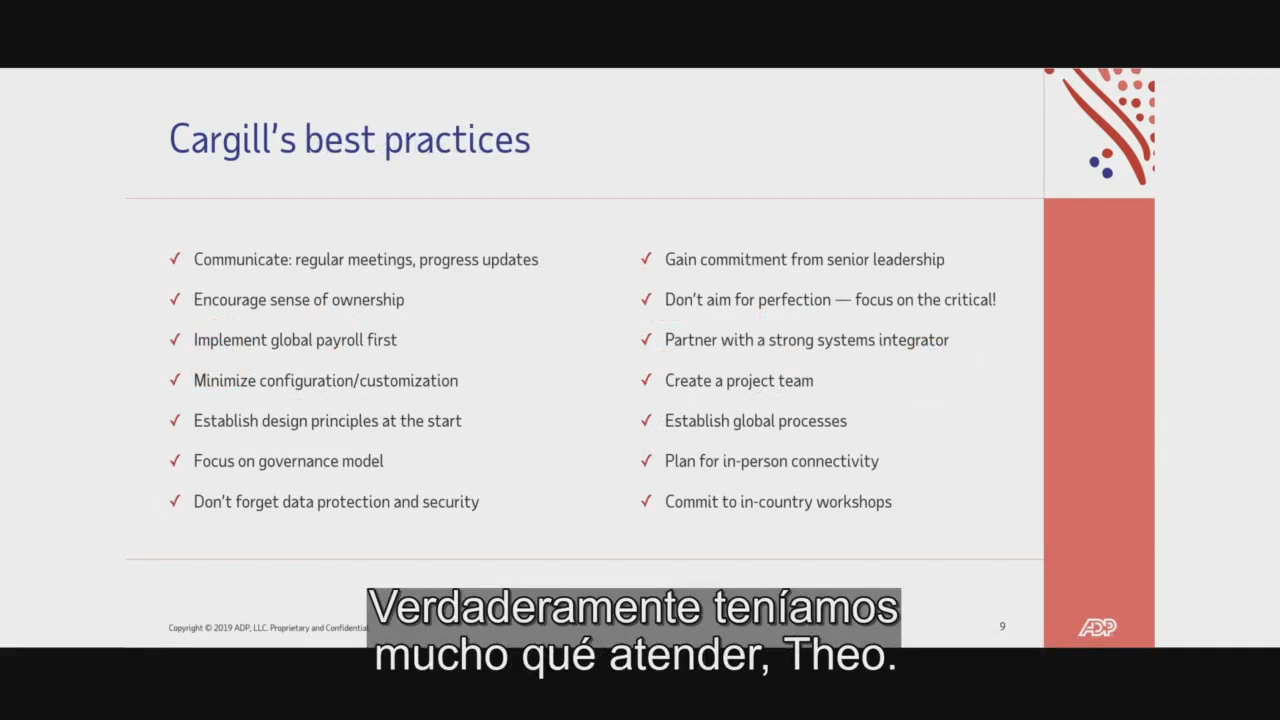 Cargill's best practices
✓ Communicate: regular meetings, progress updates
✓ Encourage sense of ownership
✓ Implement global payroll first
✓ Minimize configuration/customization
✓ Establish design principles at the start
✓ Focus on governance model
✓ Don't forget data protection and security
✓ Gain commitment from senior leadership
✓ Don't aim for perfection — focus on the critical!
✓ Partner with a strong systems integrator
✓ Create a project team
✓ Establish global processes
✓ Plan for in-person connectivity
✓ Commit to in-country workshops
Copyright © 2019 ADP, LLC. Proprietary and Confidential.
9
ADP
Verdaderamente teníamos
mucho qué atender, Theo.